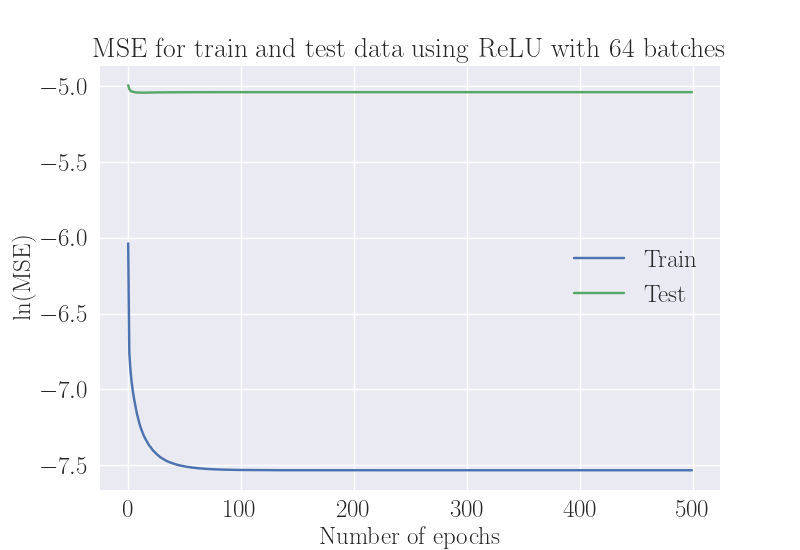 MSE for train and test data using ReLU with 64 batches
−5.0
−5.5
−6.0
−6.5
−7.0
−7.5
ln(MSE)
Train
Test
0 100 200 300 400 500
Number of epochs